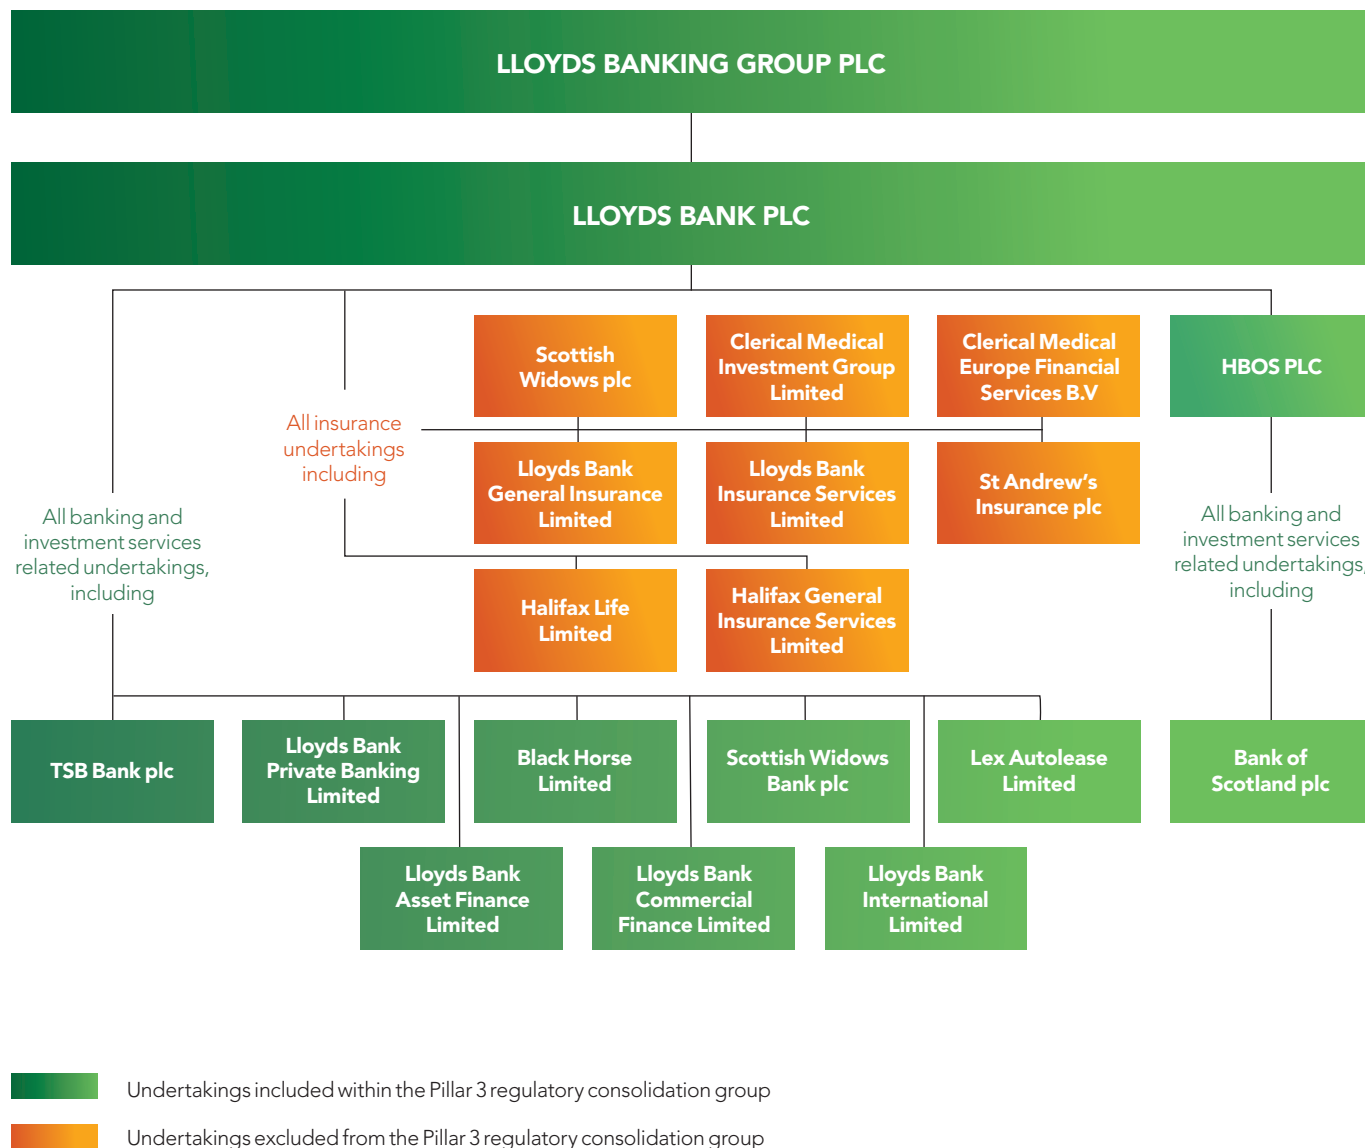 LLOYDS BANKING GROUP PLC
LLOYDS BANK PLC
Scottish
Widows plc
Clerical Medical
Investment Group
Limited
Clerical Medical
Europe Financial
Services B.V
HBOS PLC
All insurance
undertakings
including
Lloyds Bank
General Insurance
Limited
Lloyds Bank
Insurance Services
Limited
St Andrew’s
Insurance plc
All banking and
investment services
related undertakings,
including
All banking and
investment services
related undertakings,
including
Halifax Life
Limited
Halifax General
Insurance Services
Limited
TSB Bank plc
Lloyds Bank
Private Banking
Limited
Black Horse
Limited
Scottish Widows
Bank plc
Lex Autolease
Limited
Bank of
Scotland plc
Lloyds Bank
Asset Finance
Limited
Lloyds Bank
Commercial
Finance Limited
Lloyds Bank
International
Limited
Undertakings included within the Pillar 3 regulatory consolidation group
Undertakings excluded from the Pillar 3 regulatory consolidation group